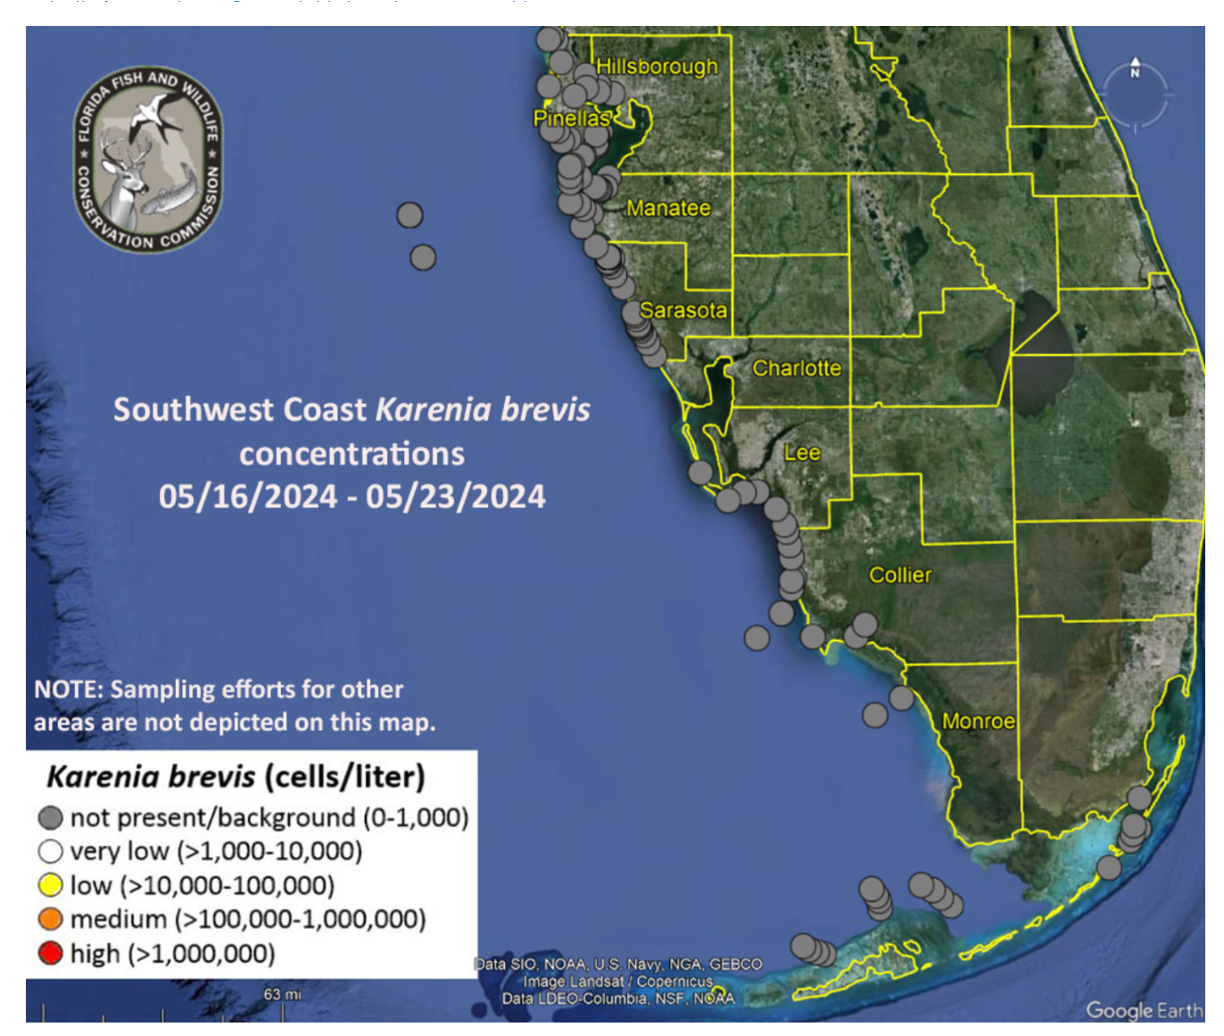 FLORIDA FISH AND WILDLIFE
CONSERVATION COMMISSION
N
Hillsborough
Pinellas
Manatee
Sarasota
Charlotte
Southwest Coast Karenia brevis
concentrations
05/16/2024 - 05/23/2024
Lee
Collier
NOTE: Sampling efforts for other
areas are not depicted on this map.
Monroe
Karenia brevis (cells/liter)
not present/background (0-1,000)
very low (>1,000-10,000)
low (>10,000-100,000)
medium (>100,000-1,000,000)
high (>1,000,000)
Data SIO, NOAA, U.S. Navy, NGA, GEBCO
Image Landsat / Copernicus
Data LDEO-Columbia, NSF, NOAA
63 mi
Google Earth